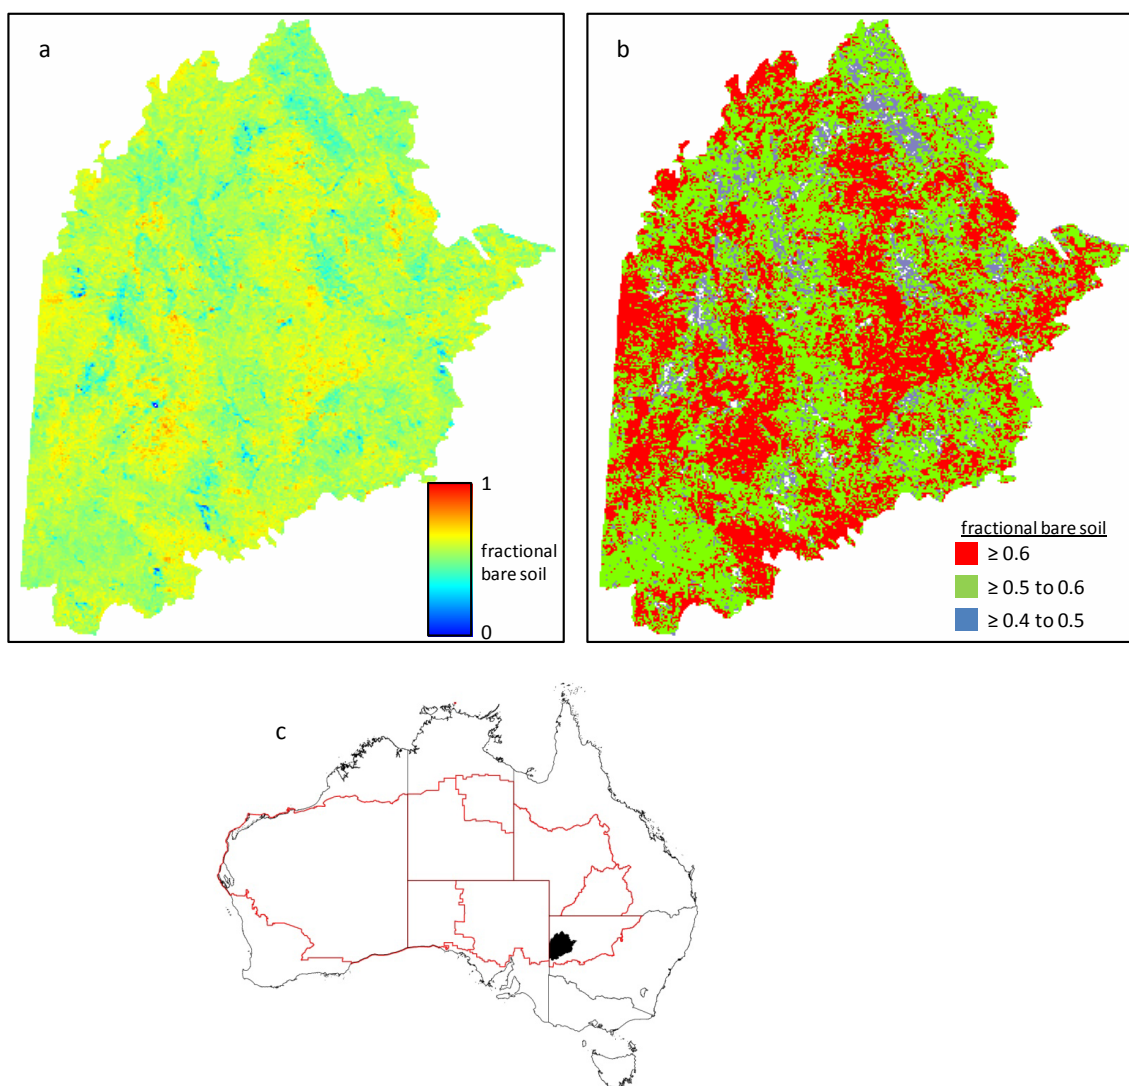 a
1
fractional
bare soil
0
b
fractional bare soil
≥ 0.6
≥ 0.5 to 0.6
≥ 0.4 to 0.5
c